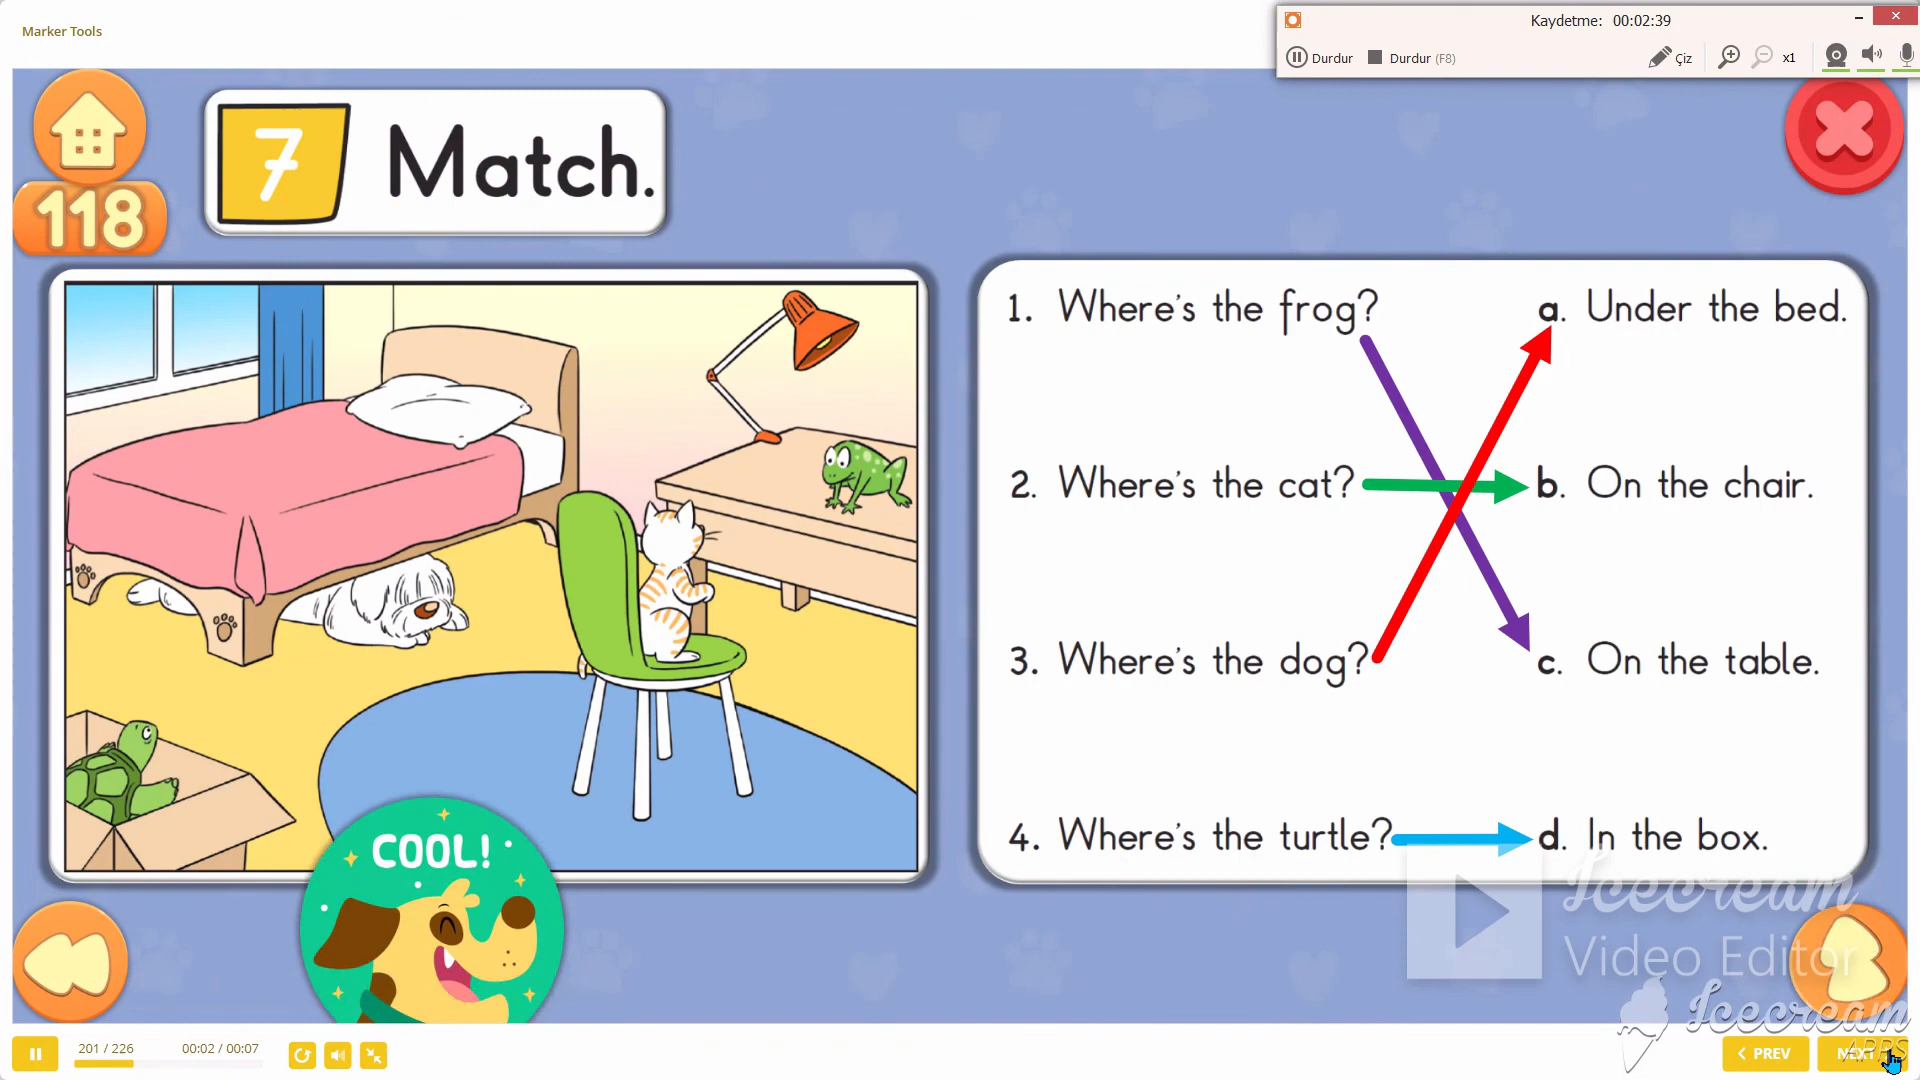 Marker Tools
Kaydetme: 00:02:39
Durdur
Durdur (F8)
Çiz
x1
118
7 Match.
1. Where's the frog?
a. Under the bed.
2. Where's the cat?
b. On the chair.
3. Where's the dog?
c. On the table.
4. Where's the turtle?
d. In the box.
COOL!
Icecream
Video Editor
Icecream
APPS
201 / 226
00:02 / 00:07
PREV
NEXT